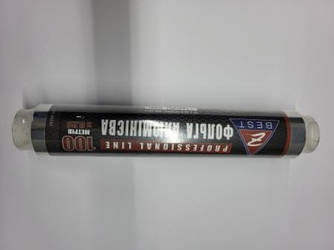 BEST
PROFESSIONAL LINE
ФОЛЬГА АЛЮМІНІЄВА
100
МЕТРІВ